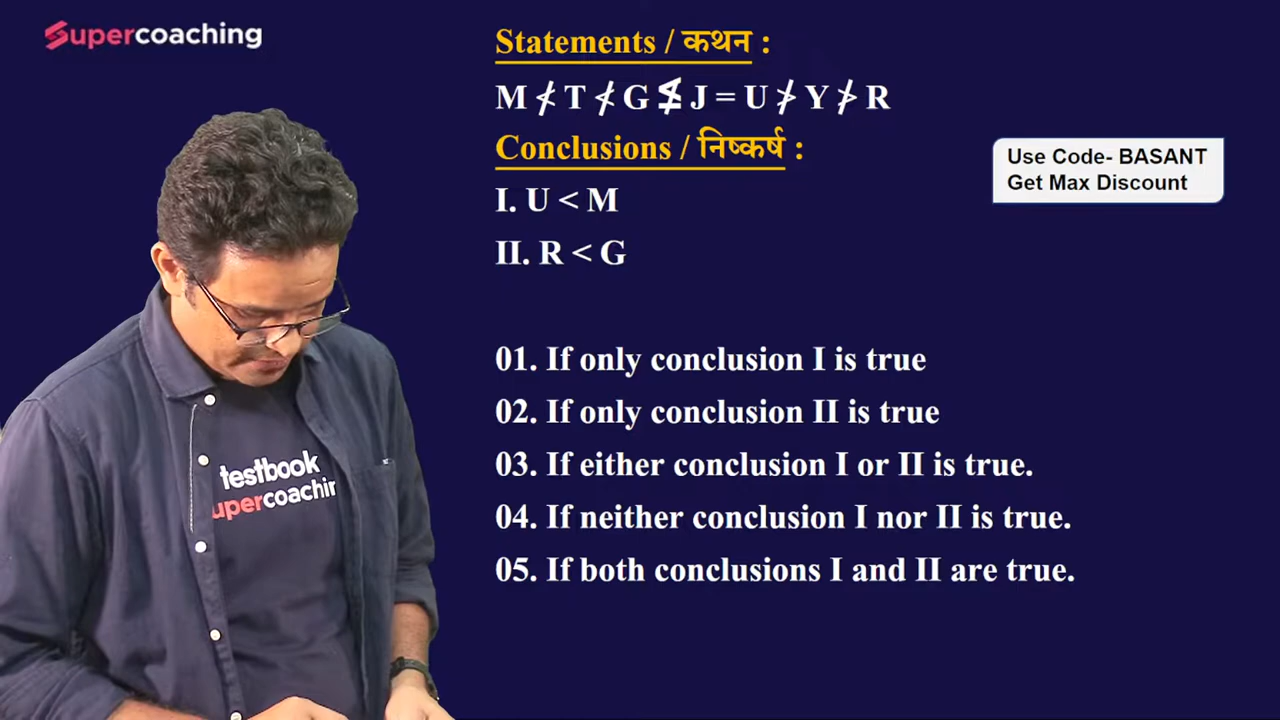 Supercoaching
Statements / कथन :
M ≮ T ≮ G ≰ J = U ≯ Y ≯ R
Conclusions / निष्कर्ष :
I. U < M
II. R < G
Use Code- BASANT
Get Max Discount
01. If only conclusion I is true
02. If only conclusion II is true
03. If either conclusion I or II is true.
04. If neither conclusion I nor II is true.
05. If both conclusions I and II are true.
testbook
upercoachin